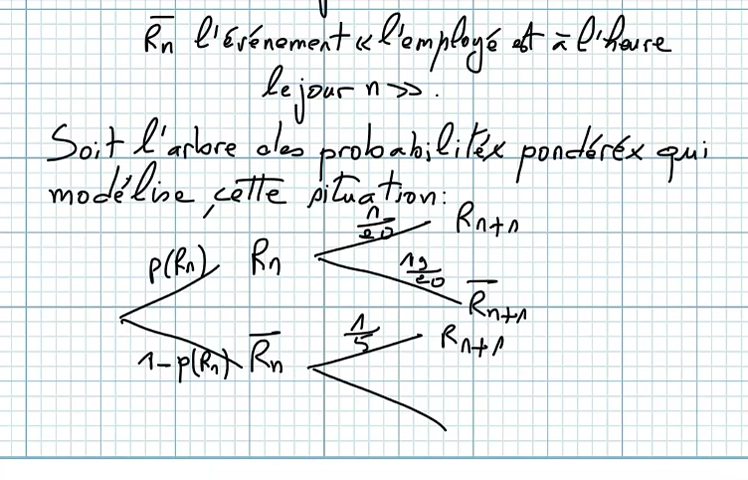 R̅n l'événement « l'employé est à l'heure
le jour n ».
Soit l'arbre des probabilités pondérés qui
modélise, cette situation:
1/20 Rn+1
p(Rn) Rn
19/20
R̅n+1
1/5 Rn+1
1-p(Rn) R̅n